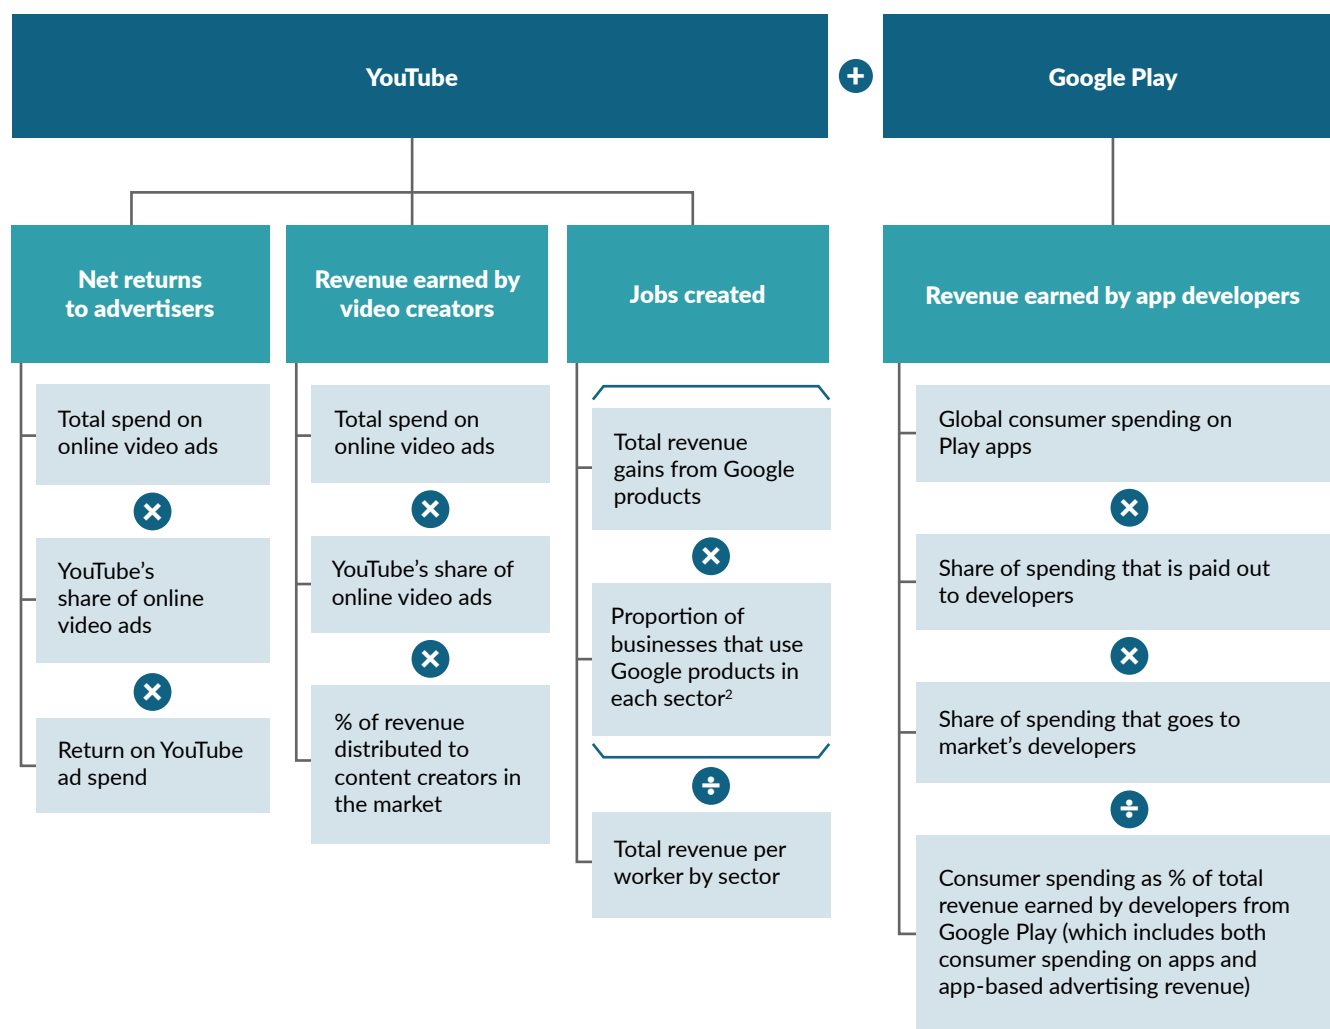 YouTube
+
Google Play
Net returns
to advertisers
Revenue earned by
video creators
Jobs created
Revenue earned by app developers
Total spend on
online video ads
×
YouTube's
share of online
video ads
×
Return on YouTube
ad spend
Total spend on
online video ads
×
YouTube's share of
online video ads
×
% of revenue
distributed to
content creators in
the market
Total revenue
gains from Google
products
×
Proportion of
businesses that use
Google products in
each sector²
÷
Total revenue per
worker by sector
Global consumer spending on
Play apps
×
Share of spending that is paid out
to developers
×
Share of spending that goes to
market's developers
÷
Consumer spending as % of total
revenue earned by developers from
Google Play (which includes both
consumer spending on apps and
app-based advertising revenue)